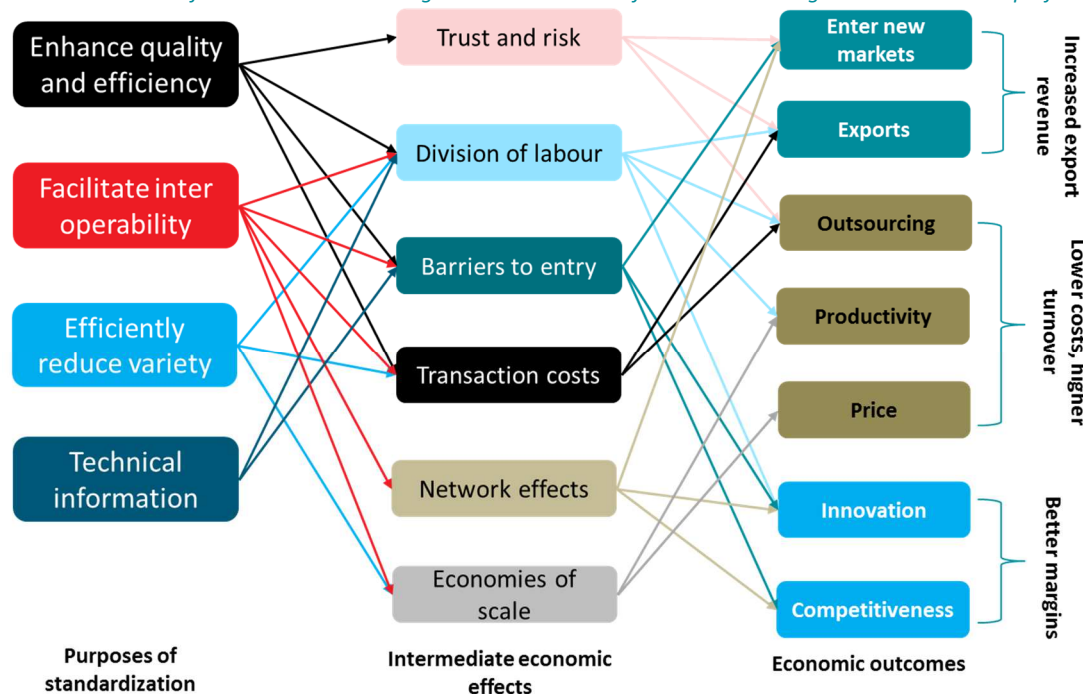 Enhance quality
and efficiency
Facilitate inter
operability
Efficiently
reduce variety
Technical
information
Purposes of
standardization
Trust and risk
Division of labour
Barriers to entry
Transaction costs
Network effects
Economies of
scale
Intermediate economic
effects
Enter new
markets
Exports
Outsourcing
Productivity
Price
Innovation
Competitiveness
Economic outcomes
Increased export
revenue
Lower costs, higner
turnover
Better margins